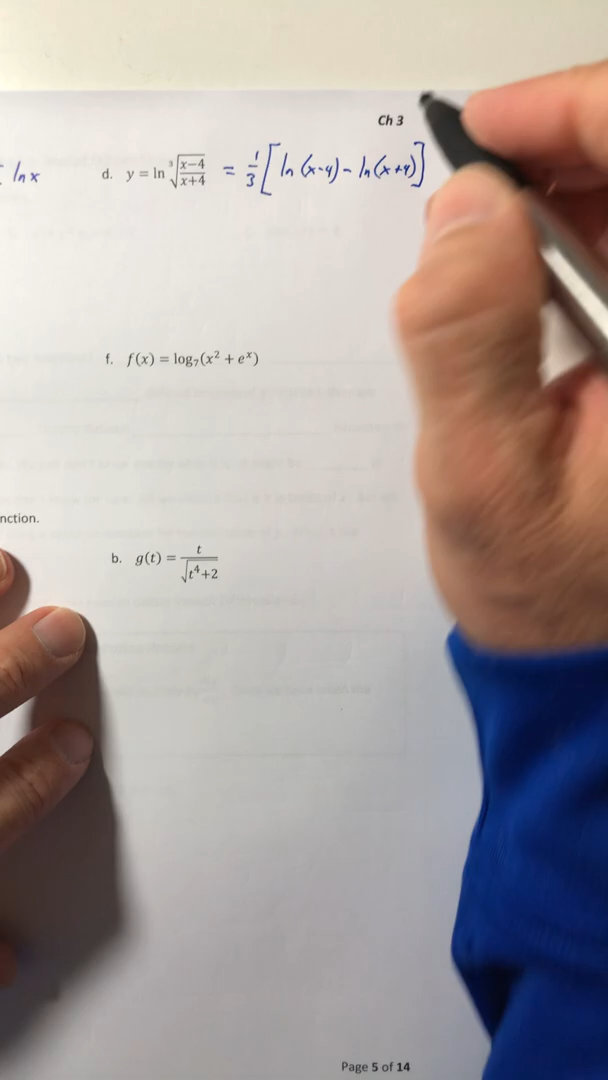 Ch 3
ln x
d. y = ln ∛((x−4)/(x+4)) = 1/3 [ln (x-4) - ln (x+4)]
f. f(x) = log₇(x² + eˣ)
nction.
b. g(t) = t/√(t⁴+2)
Page 5 of 14